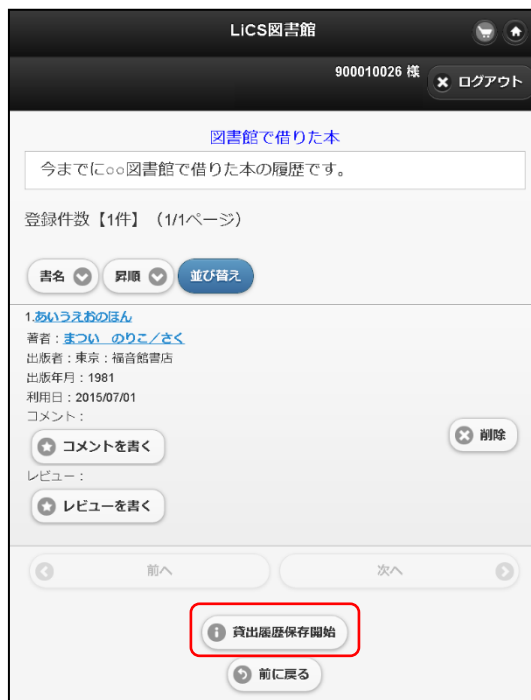 LiCS図書館
900010026 様
ログアウト
図書館で借りた本
今までに○○図書館で借りた本の履歴です。
登録件数【1件】（1/1ページ）
書名 昇順 並び替え
1.あいうえおのほん
著者：まつい　のりこ／さく
出版者：東京：福音館書店
出版年月：1981
利用日：2015/07/01
コメント：
コメントを書く
削除
レビュー：
レビューを書く
前へ 次へ
貸出履歴保存開始
前に戻る